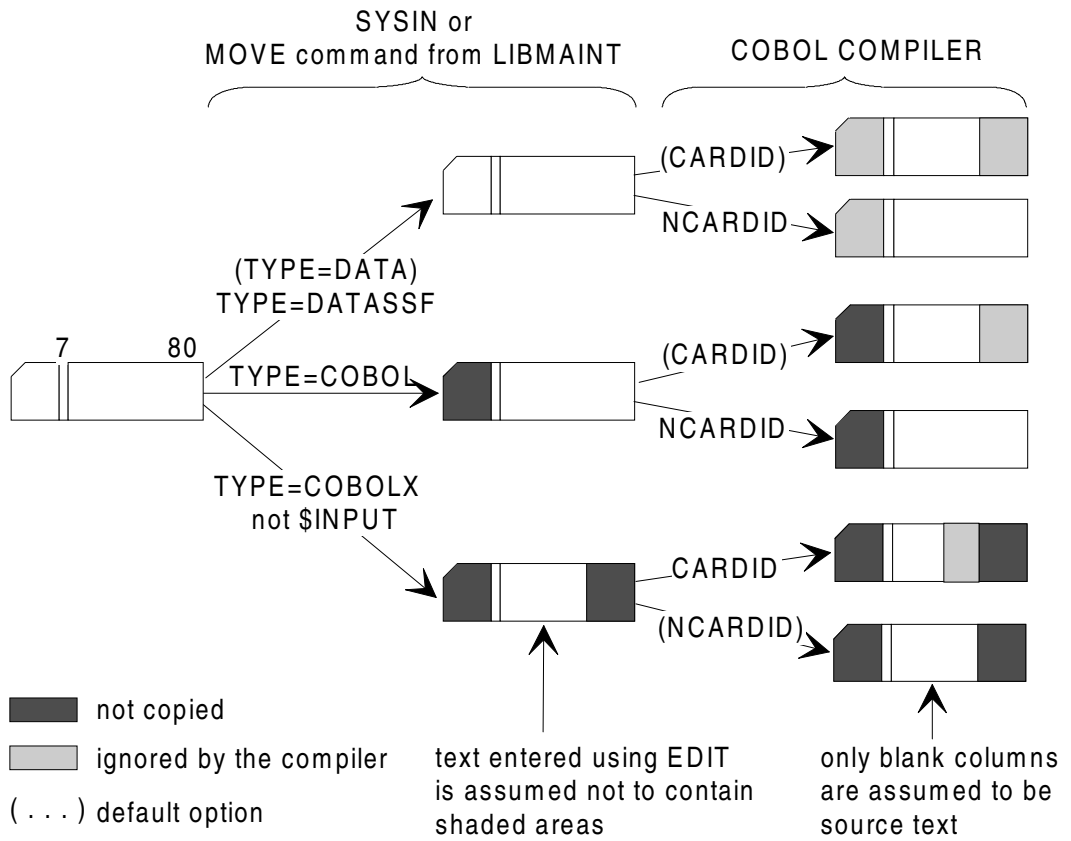 SYSIN or
MOVE command from LIBMAINT
COBOL COMPILER
(CARDID)
NCARDID
(TYPE=DATA)
TYPE=DATASSF
7 80
TYPE=COBOL
(CARDID)
NCARDID
TYPE=COBOLX
not $INPUT
CARDID
(NCARDID)
not copied
ignored by the compiler
(...) default option
text entered using EDIT
is assumed not to contain
shaded areas
only blank columns
are assumed to be
source text